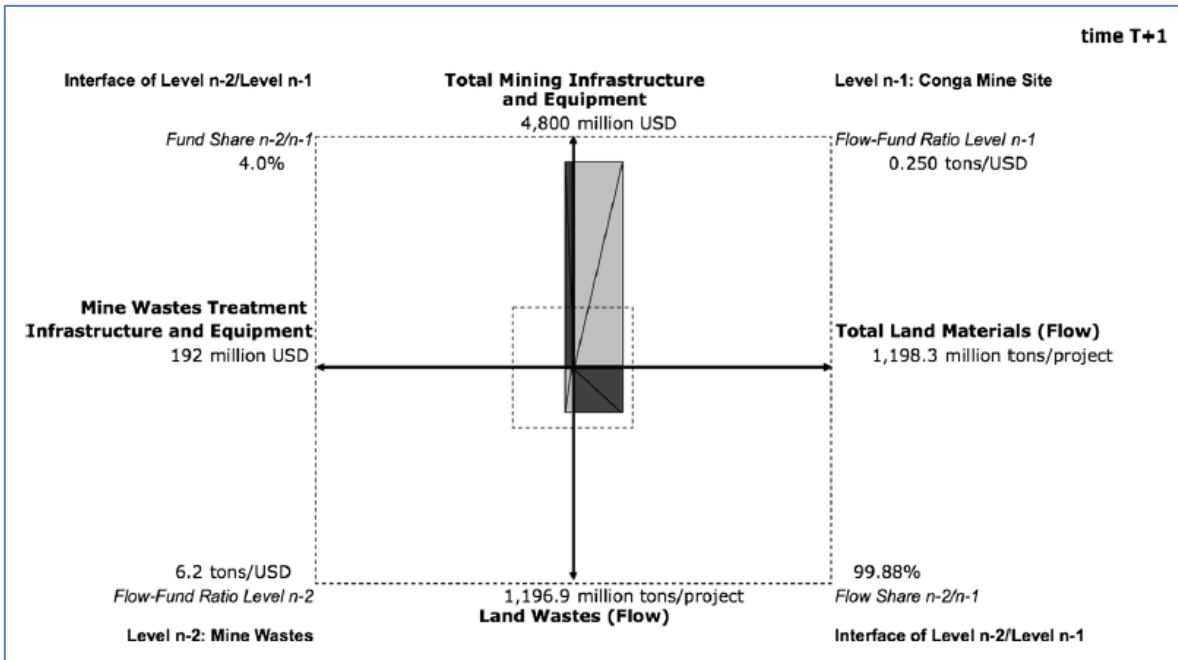 time T+1
Interface of Level n-2/Level n-1
Total Mining Infrastructure
and Equipment
4,800 million USD
Level n-1: Conga Mine Site
Fund Share n-2/n-1
4.0%
Flow-Fund Ratio Level n-1
0.250 tons/USD
Mine Wastes Treatment
Infrastructure and Equipment
192 million USD
Total Land Materials (Flow)
1,198.3 million tons/project
6.2 tons/USD
Flow-Fund Ratio Level n-2
1,196.9 million tons/project
Land Wastes (Flow)
99.88%
Flow Share n-2/n-1
Level n-2: Mine Wastes
Interface of Level n-2/Level n-1